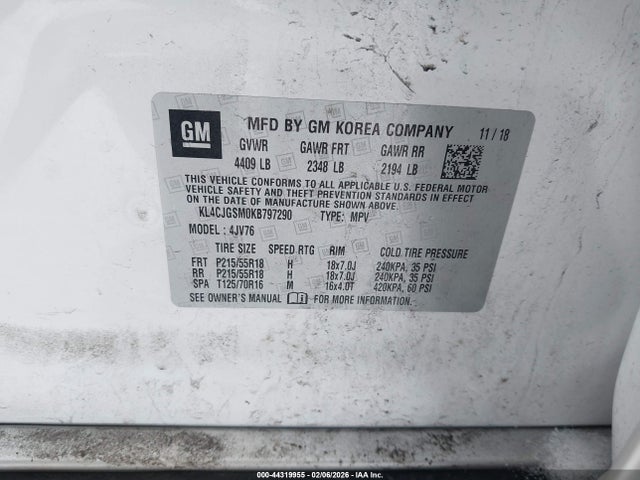 GM
MFD BY GM KOREA COMPANY 11/18
GVWR GAWR FRT GAWR RR
4409 LB 2348 LB 2194 LB
THIS VEHICLE CONFORMS TO ALL APPLICABLE U.S. FEDERAL MOTOR
VEHICLE SAFETY AND THEFT PREVENTION STANDARDS IN EFFECT
ON THE DATE OF MANUFACTURE SHOWN ABOVE.
KL4CJGSM0KB797290 TYPE: MPV
MODEL: 4JV76
TIRE SIZE SPEED RTG RIM COLD TIRE PRESSURE
FRT P215/55R18 H 18x7.0J 240KPA, 35 PSI
RR P215/55R18 H 18x7.0J 240KPA, 35 PSI
SPA T125/70R16 M 16x4.0T 420KPA, 60 PSI
SEE OWNER'S MANUAL FOR MORE INFORMATION.
000-44319955 - 02/06/2026 - IAA Inc.